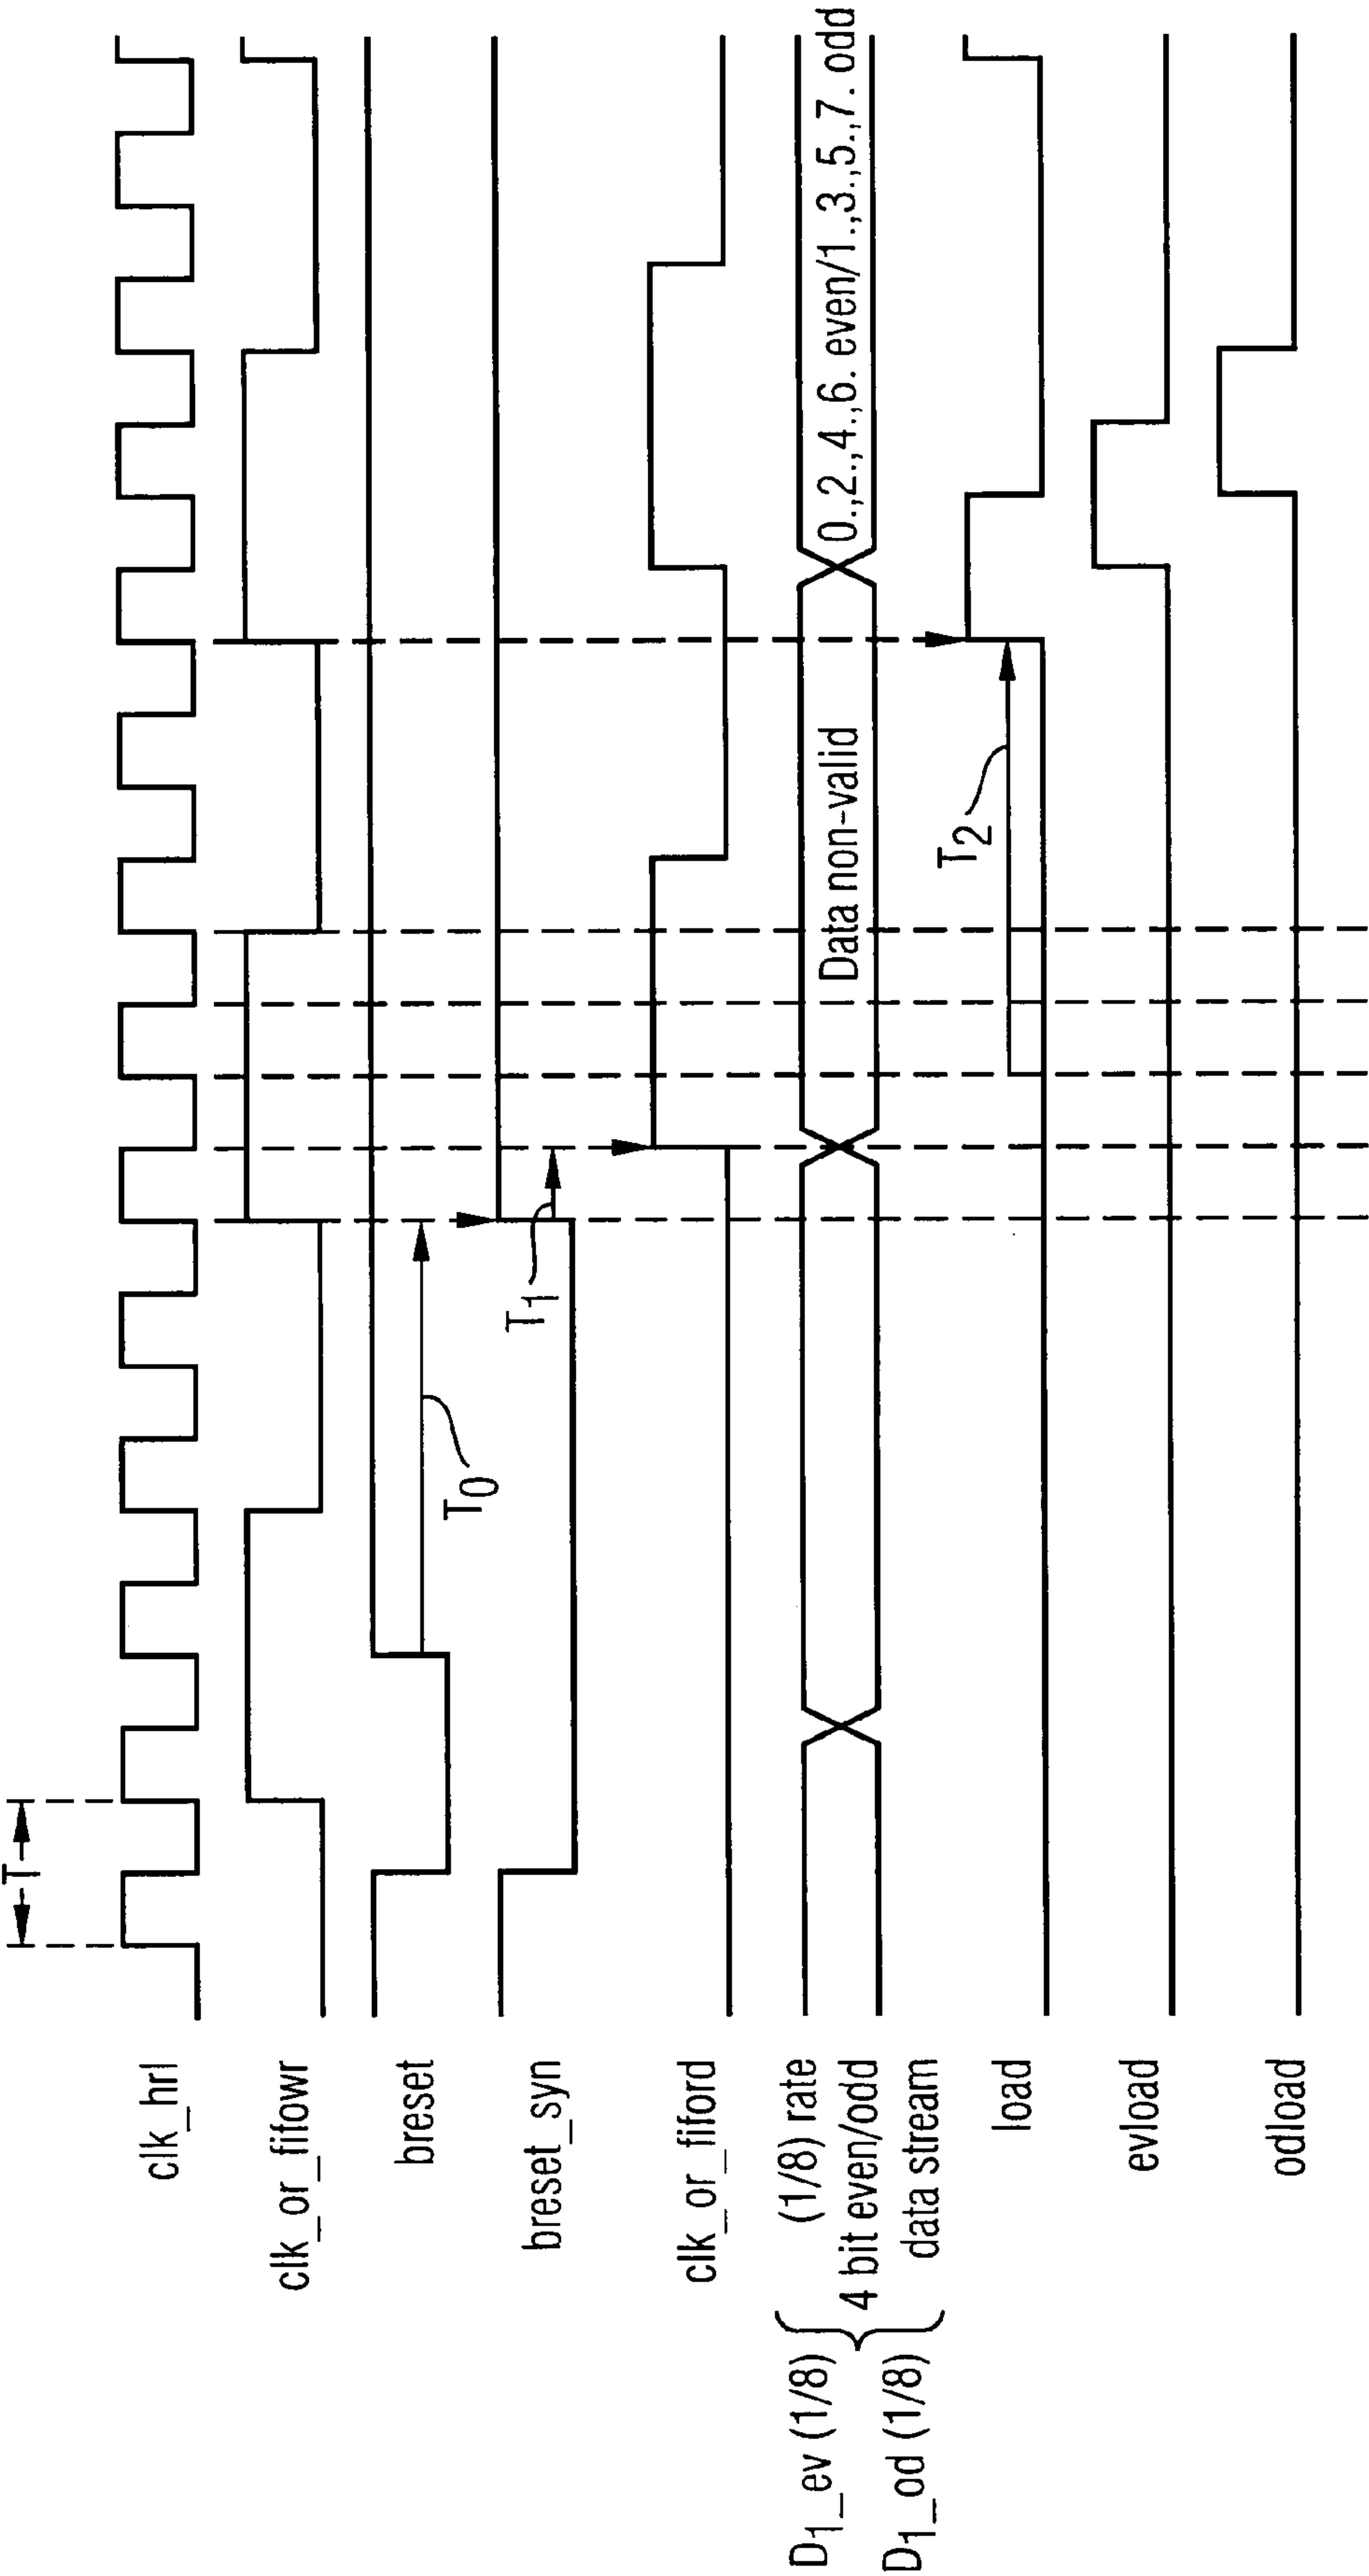 T
clk_hrl
clk_or_fifowr
breset
T0
breset_syn
T1
clk_or_fiford
D1_ev (1/8)
D1_od (1/8)
(1/8) rate
4 bit even/odd
data stream
Data non-valid
0.,2.,4.,6. even/1.,3.,5.,7. odd
T2
load
evload
odload